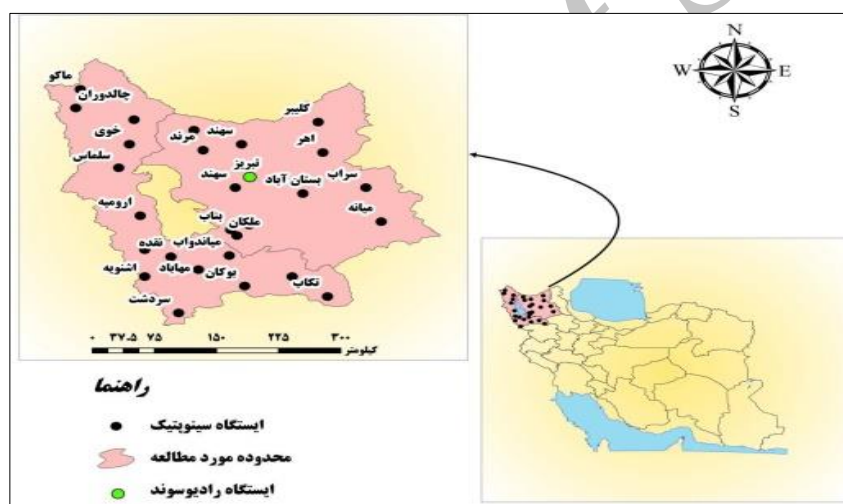 ماکو
چالدوران
خوی
سلماس
ارومیه
نقده
اشنویه
سردشت
مهاباد
میاندواب
بوکان
تکاب
ملکان
بناب
سهند
تبریز
مرند
سهند
کلیبر
اهر
سراب
بستان آباد
میانه
۰ ۳۷.۵ ۷۵ ۱۵۰ ۲۲۵ ۳۰۰
کیلومتر
N
W E
S
راهنما
ایستگاه سینوپتیک
محدوده مورد مطالعه
ایستگاه رادیوسوند